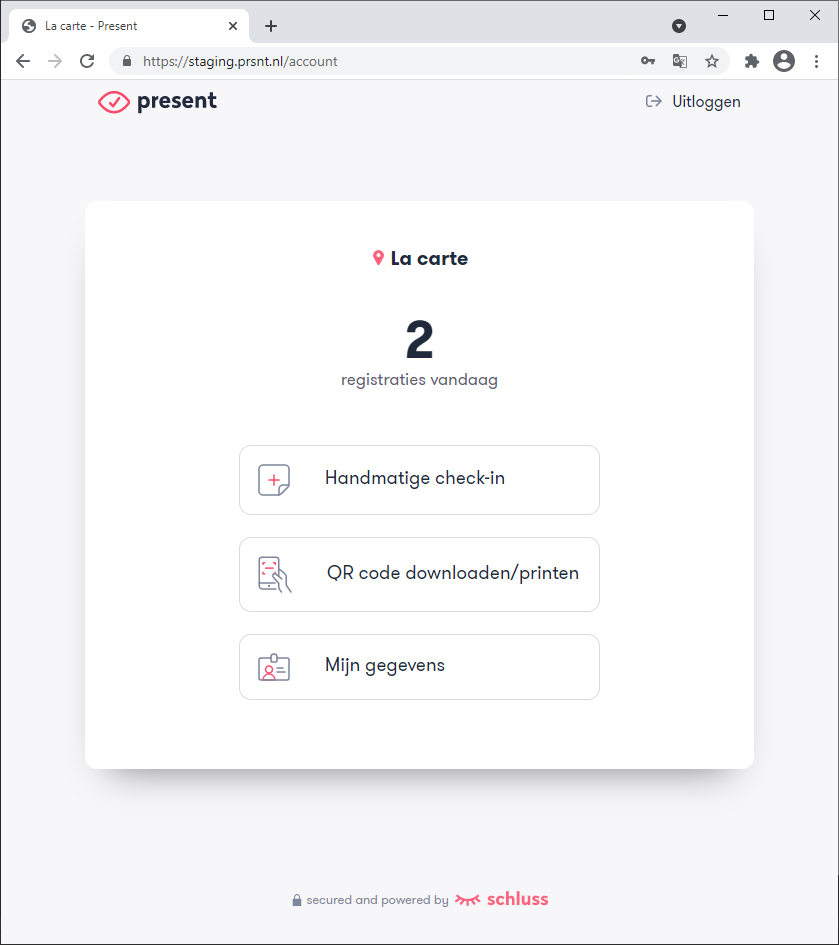 La carte - Present
https://staging.prsnt.nl/account
present
Uitloggen
La carte
2
registraties vandaag
Handmatige check-in
QR code downloaden/printen
Mijn gegevens
secured and powered by schluss